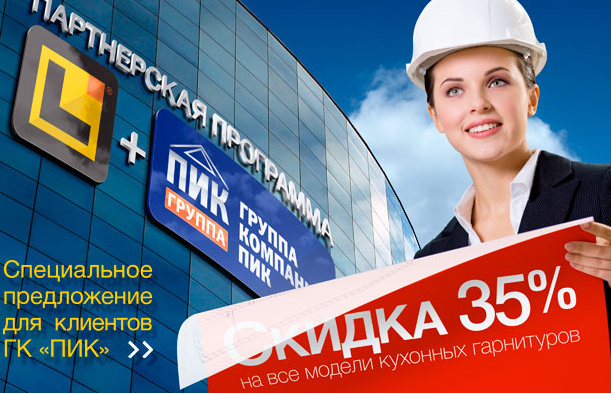 ПАРТНЕРСКАЯ ПРОГРАММА
L ®
+
ПИК
ГРУППА
ГРУППА
КОМПАНИ
ПИК
Специальное
предложение
для клиентов
ГК «ПИК» >>
СКИДКА 35%
на все модели кухонных гарнитуров